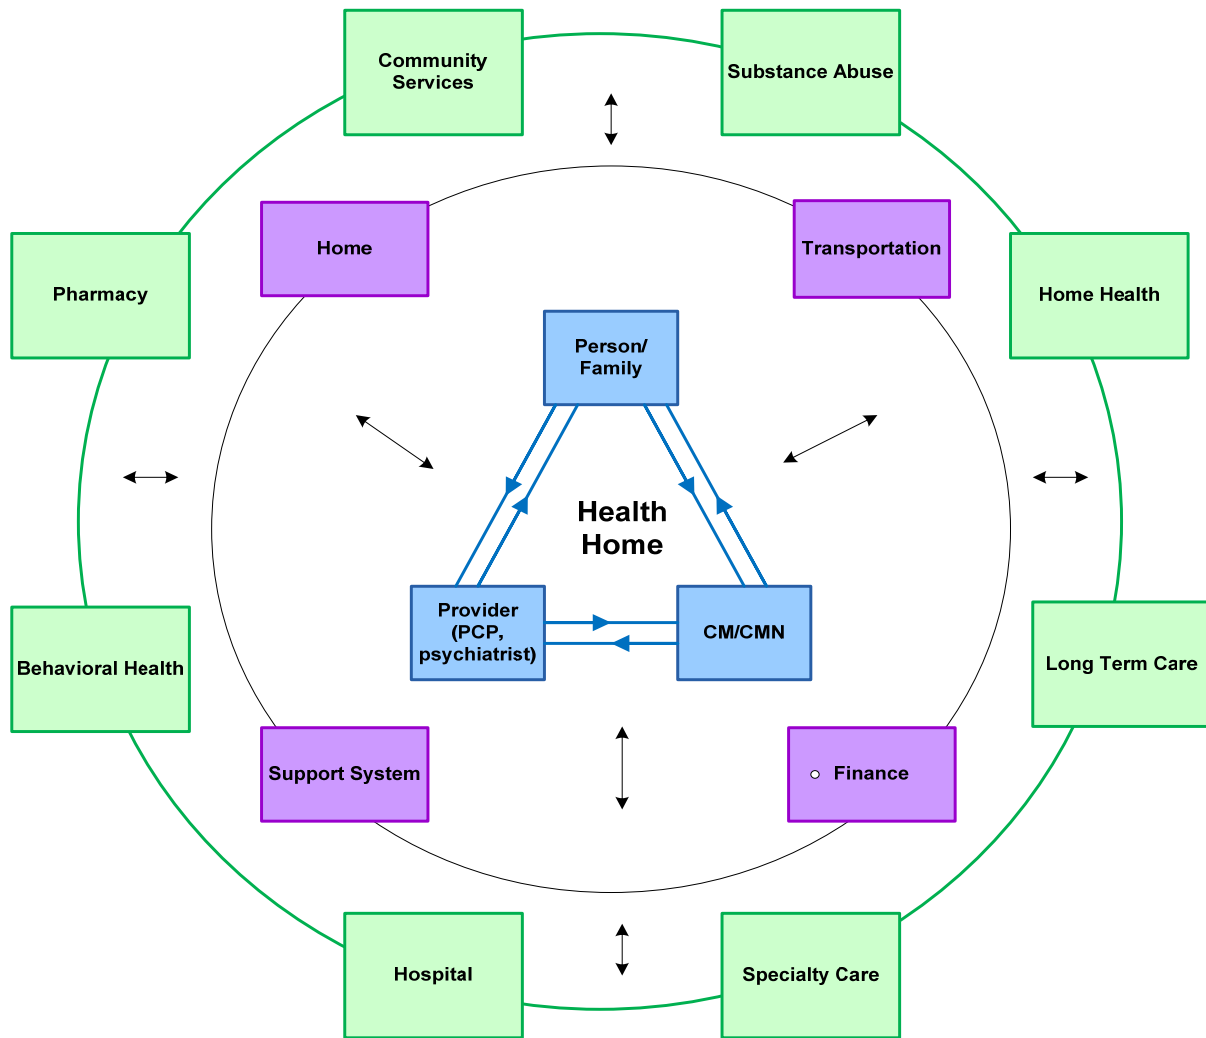 Community
Services
Substance Abuse
Home
Transportation
Pharmacy
Home Health
Person/
Family
Health
Home
Provider
(PCP,
psychiatrist)
CM/CMN
Behavioral Health
Long Term Care
Support System
Finance
Hospital
Specialty Care